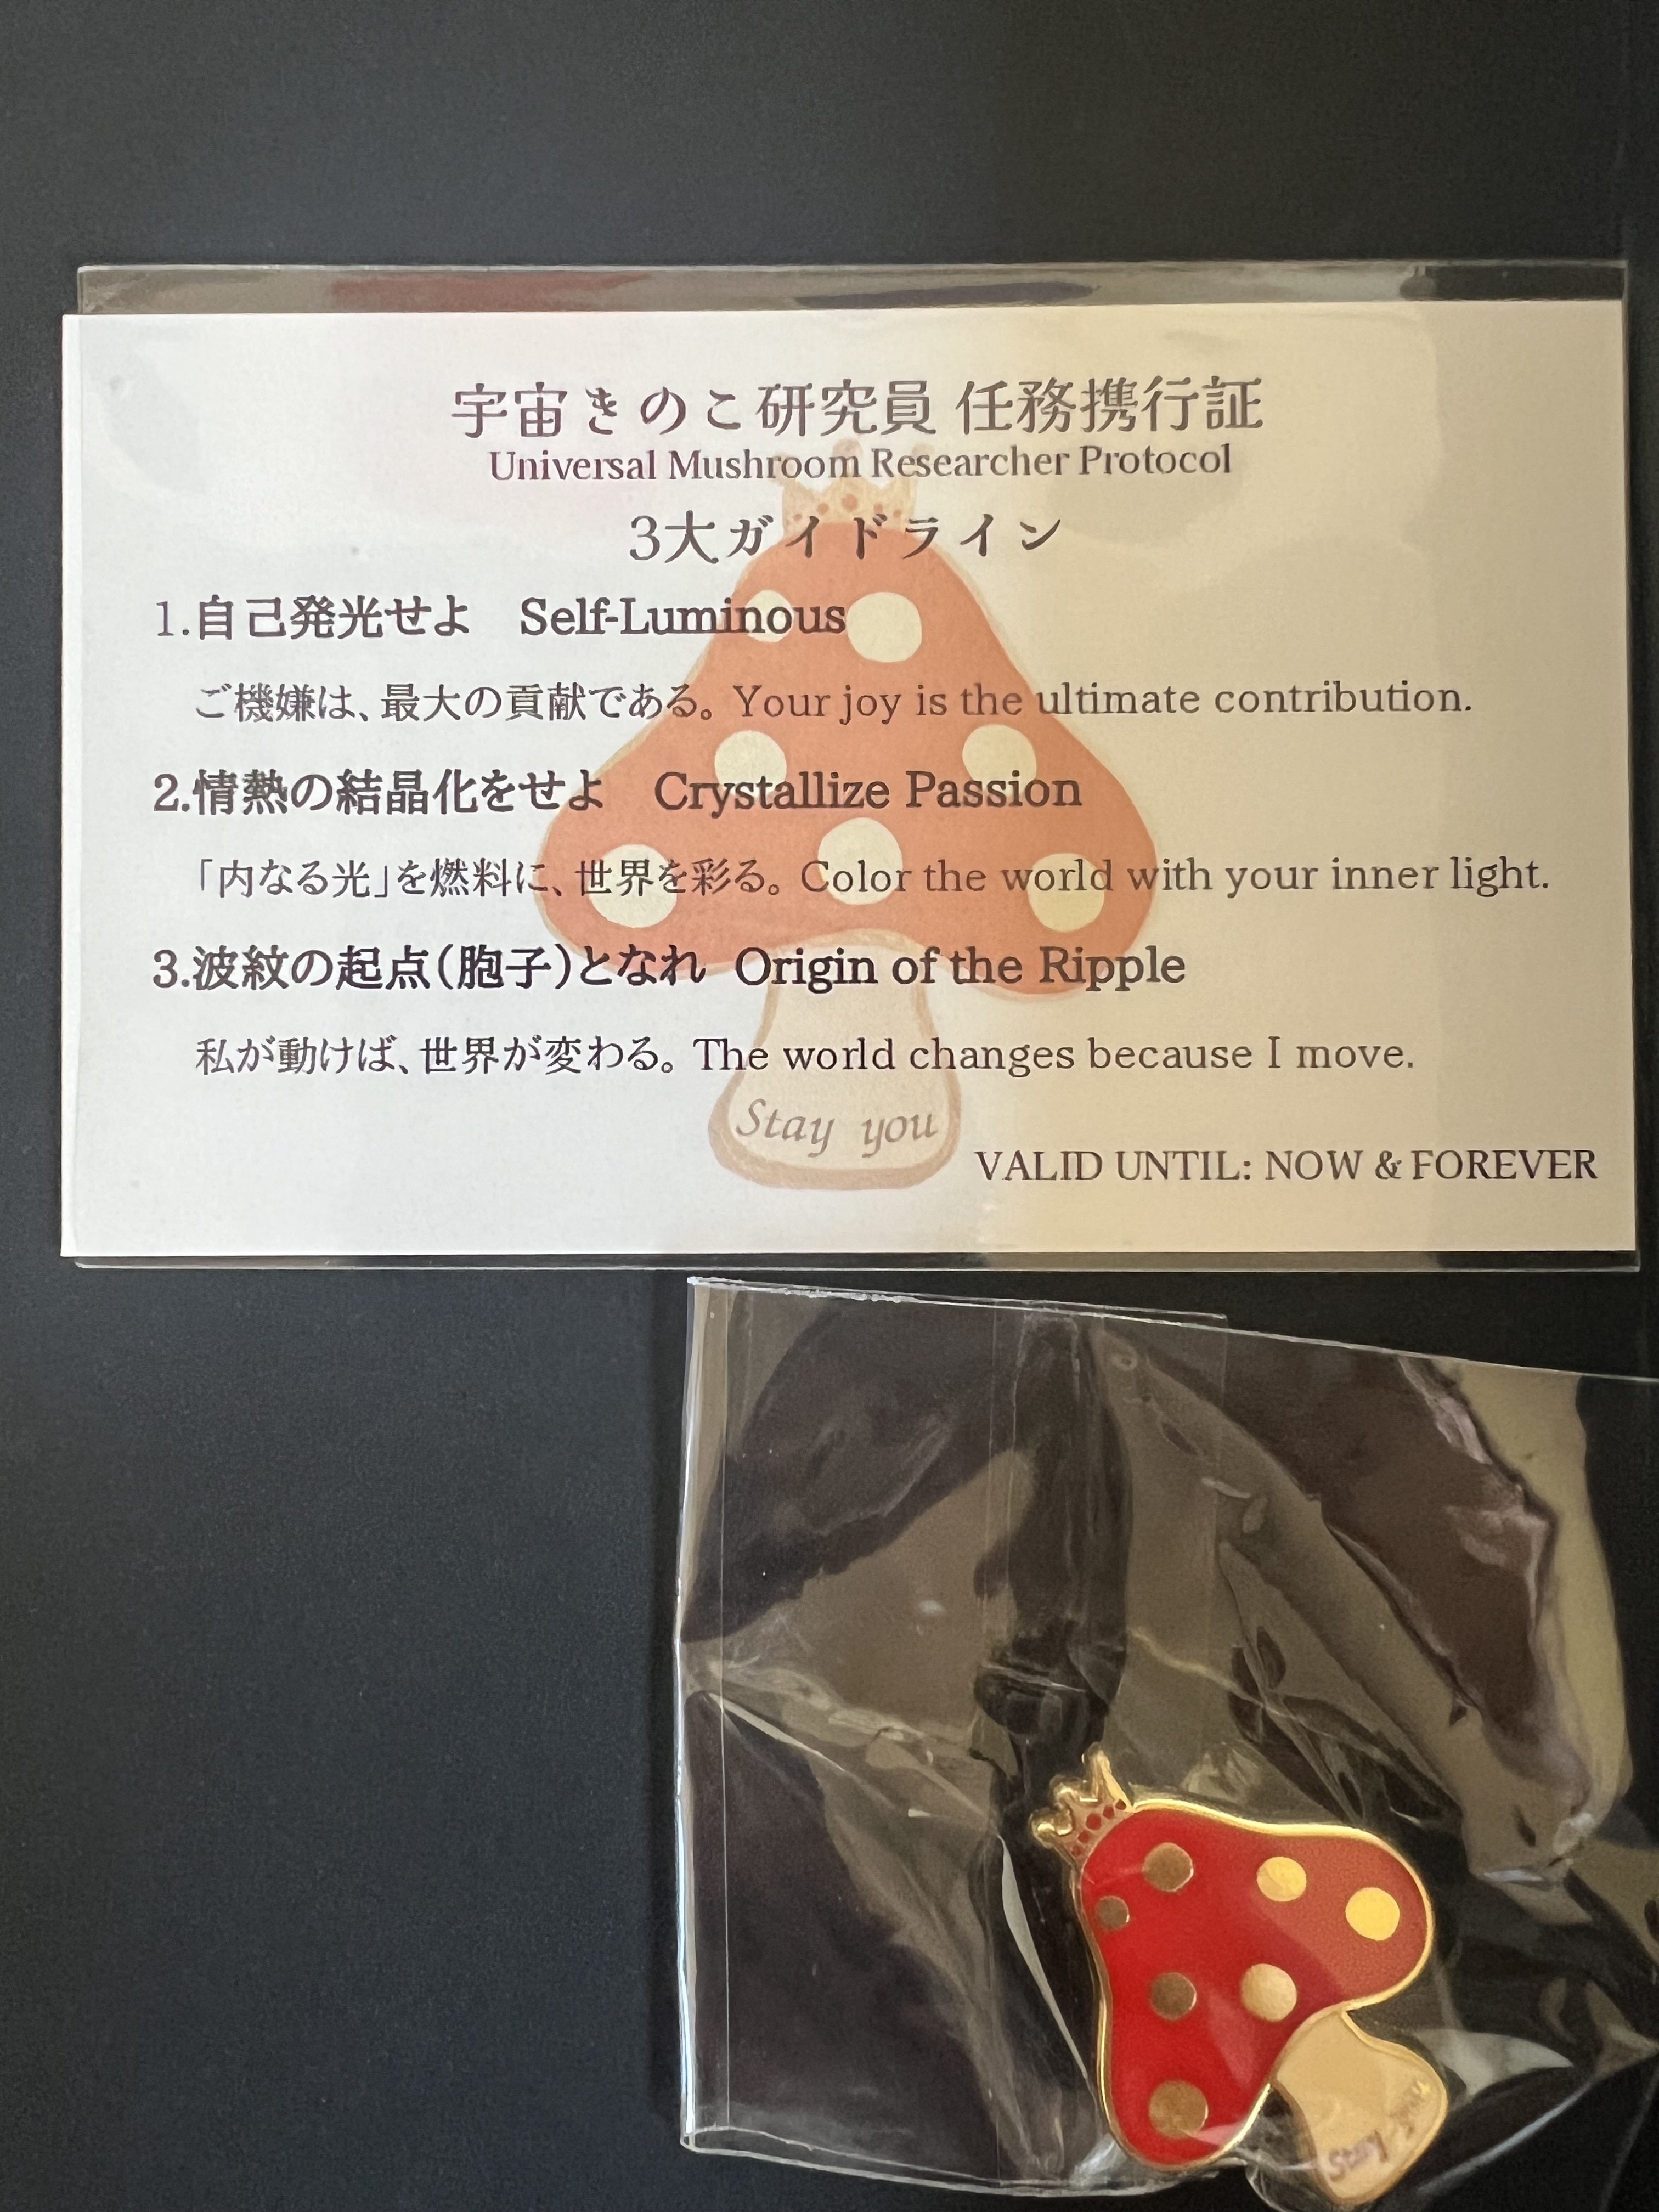 宇宙きのこ研究員 任務携行証
Universal Mushroom Researcher Protocol
3大ガイドライン
1.自己発光せよ　Self-Luminous
ご機嫌は、最大の貢献である。Your joy is the ultimate contribution.
2.情熱の結晶化をせよ　Crystallize Passion
「内なる光」を燃料に、世界を彩る。Color the world with your inner light.
3.波紋の起点(胞子)となれ Origin of the Ripple
私が動けば、世界が変わる。The world changes because I move.
Stay you
VALID UNTIL: NOW & FOREVER
Stay